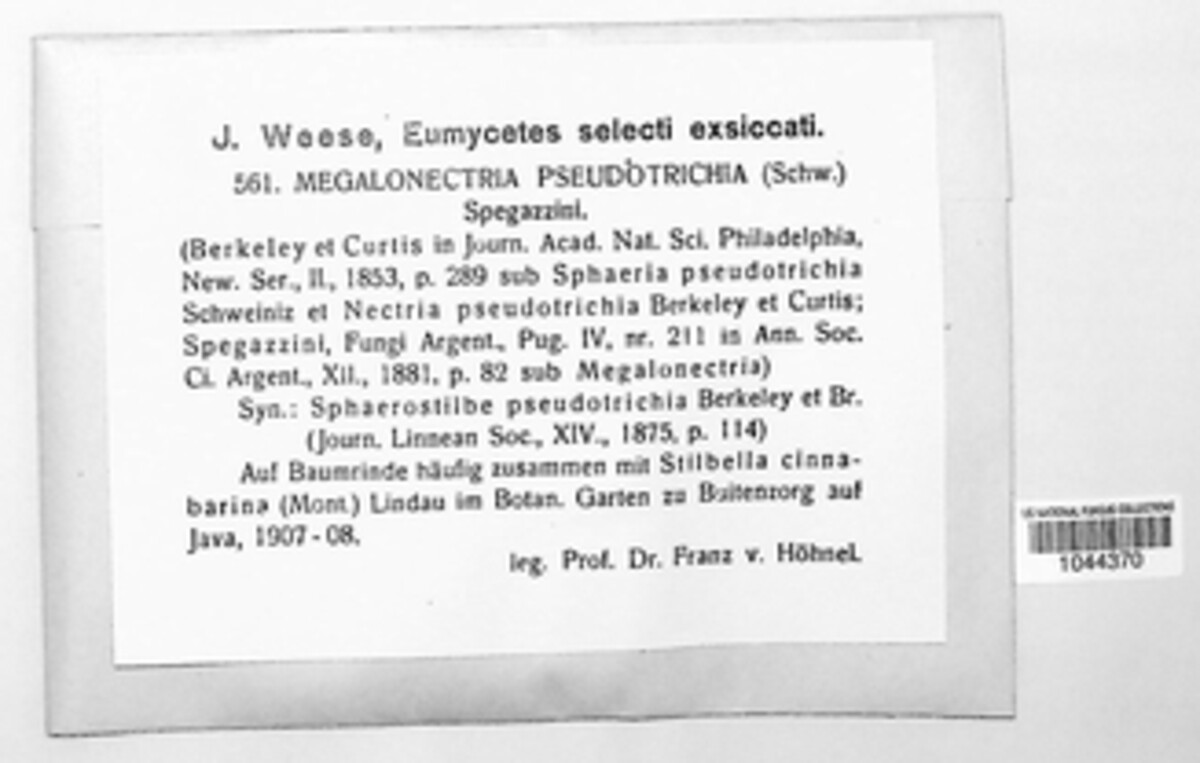 J. Weese, Eumycetes selecti exsiccati.
561. MEGALONECTRIA PSEUDOTRICHIA (Schw.)
Spegazzini.
(Berkeley et Curtis in Journ. Acad. Nat. Sci. Philadelphia,
New. Ser., II., 1853, p. 289 sub Sphaeria pseudotrichia
Schweiniz et Nectria pseudotrichia Berkeley et Curtis;
Spegazzini, Fungi Argent., Pug. IV, nr. 211 in Ann. Soc.
Ci. Argent., XII., 1881, p. 82 sub Megalonectria)
Syn.: Sphaerostilbe pseudotrichia Berkeley et Br.
(Journ. Linnean Soc., XIV., 1875, p. 114)
Auf Baumrinde häufig zusammen mit Stilbella cinna-
barina (Mont.) Lindau im Botan. Garten zu Buitenzorg auf
Java, 1907-08.
leg. Prof. Dr. Franz v. Höhnel.
US NATIONAL FUNGUS COLLECTIONS
1044370